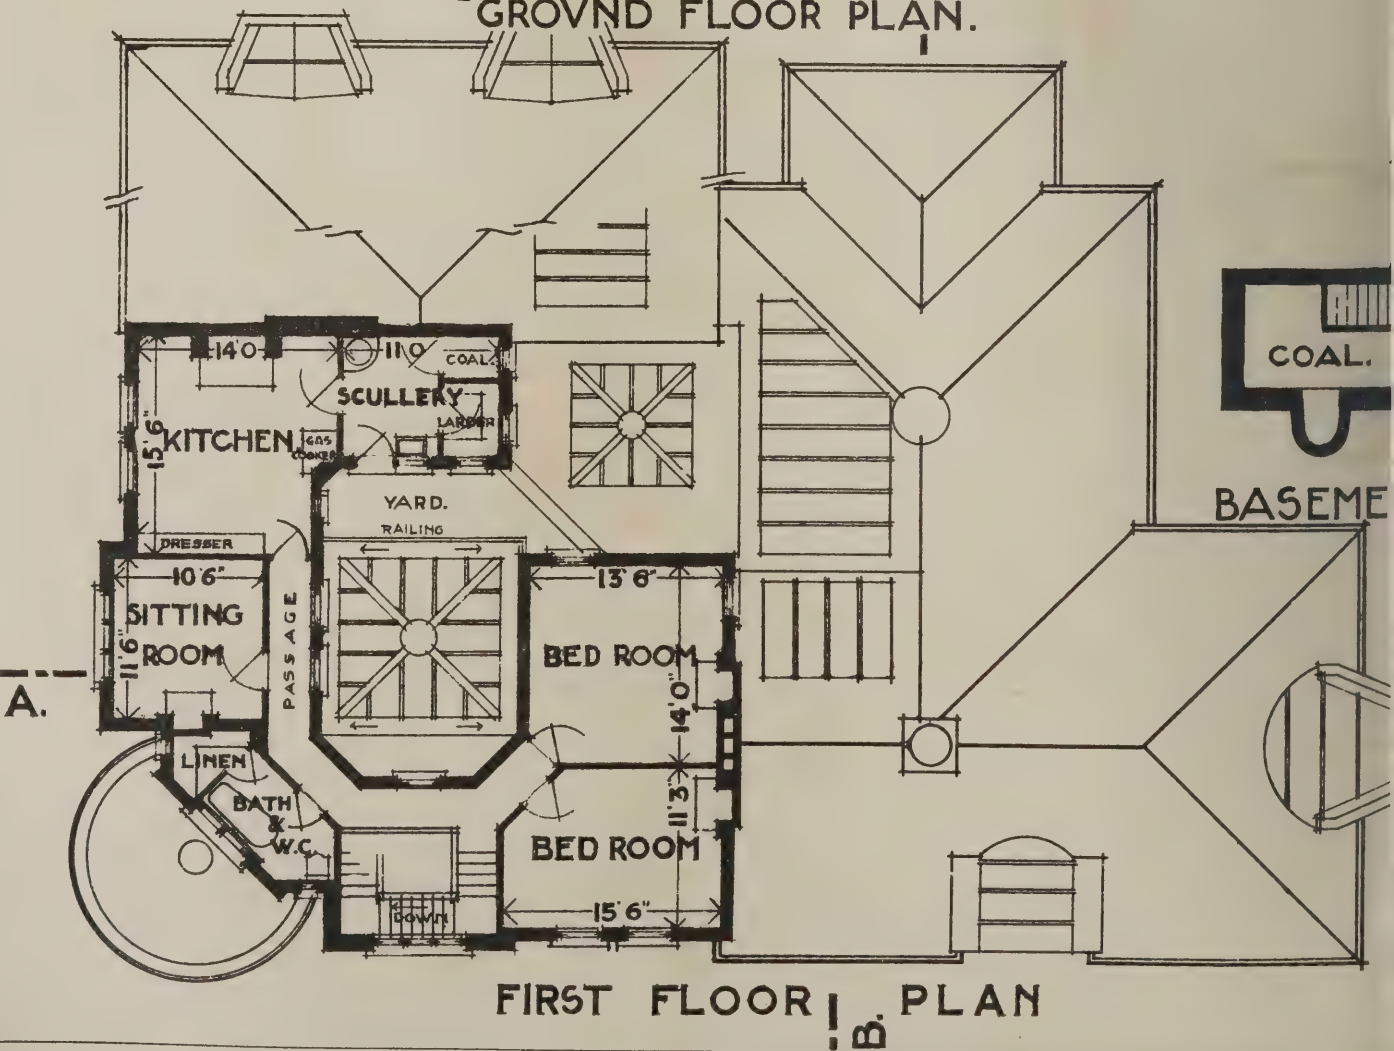 GROVND FLOOR PLAN.
14'0
11'0
COAL.
SCULLERY
LARDER
KITCHEN.
GAS
COOKER
15'6"
COAL.
YARD.
RAILING
BASEME
DRESSER
10'6"
13'6"
SITTING
ROOM
11'6"
PASSAGE
BED ROOM
14'0"
A.
LINEN
BATH
&
W.C.
11'3"
BED ROOM
15'6"
DOWN
FIRST FLOOR PLAN
B.